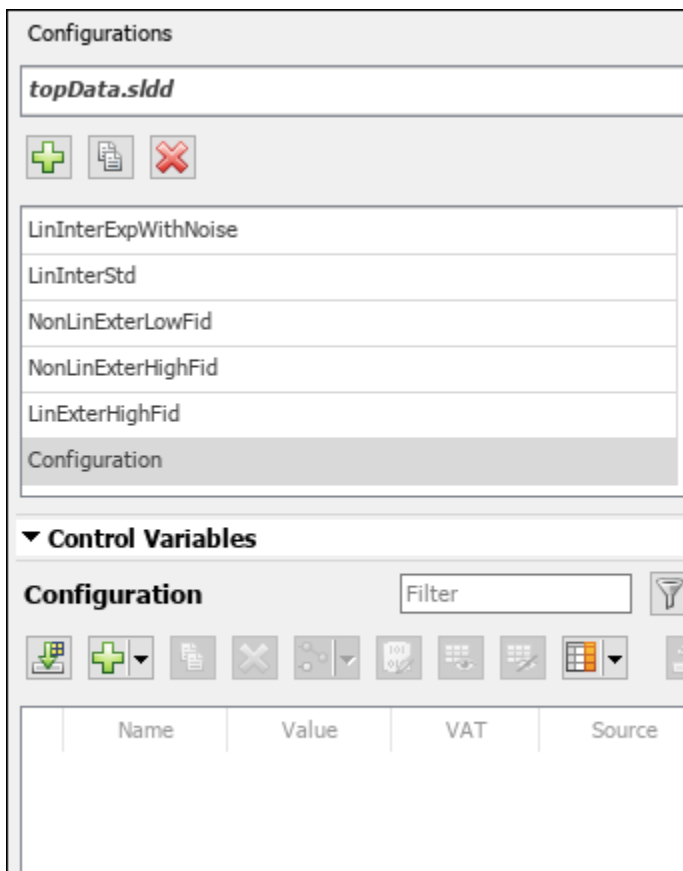 Configurations
topData.sldd
LinInterExpWithNoise
LinInterStd
NonLinExterLowFid
NonLinExterHighFid
LinExterHighFid
Configuration
Control Variables
Configuration Filter
Name Value VAT Source